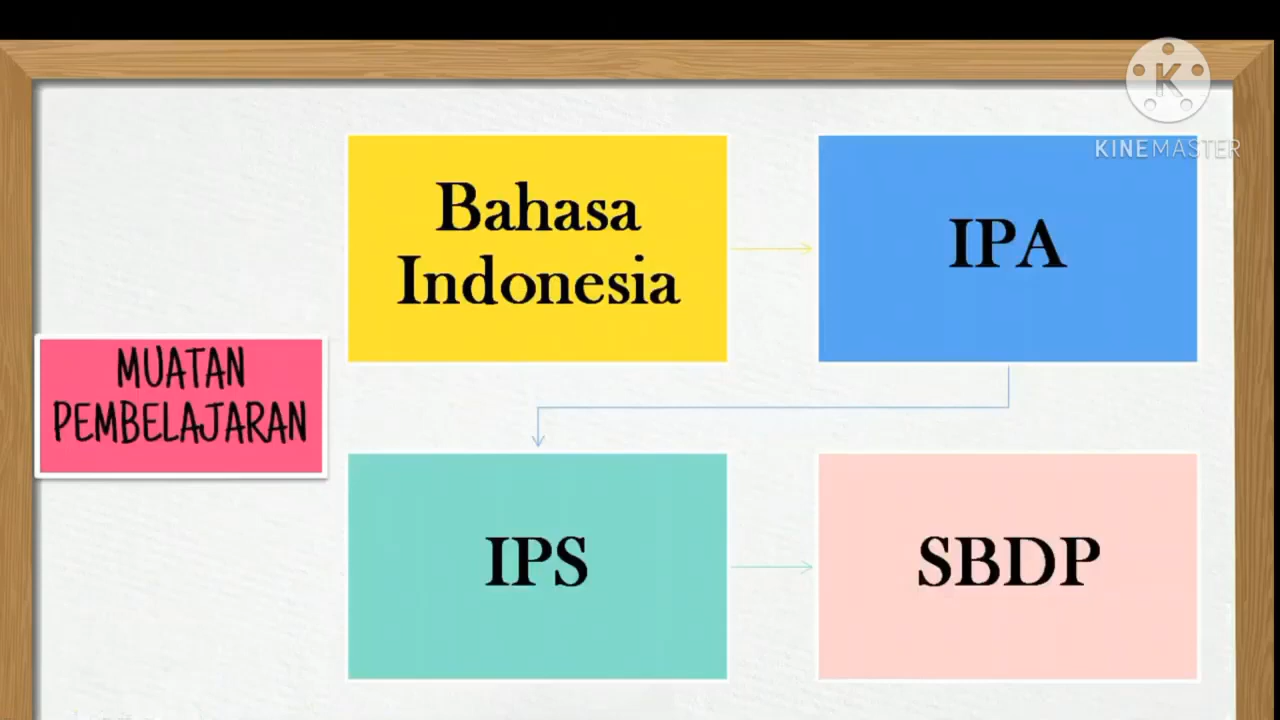 K
KINEMASTER
Bahasa
Indonesia
IPA
MUATAN
PEMBELAJARAN
IPS
SBDP